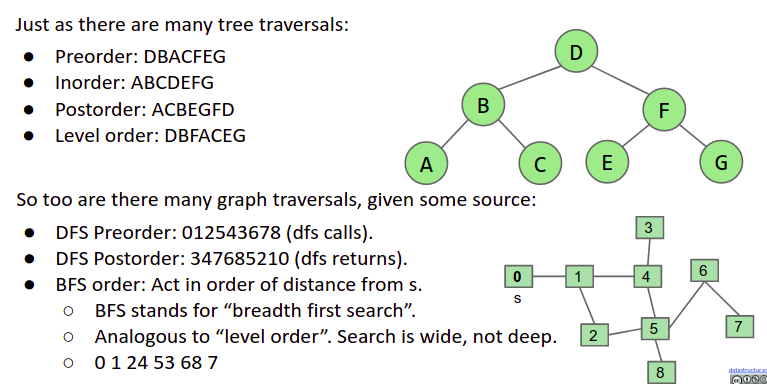 Just as there are many tree traversals:
● Preorder: DBACFEG
● Inorder: ABCDEFG
● Postorder: ACBEGFD
● Level order: DBFACEG
D
B
F
A
C
E
G
So too are there many graph traversals, given some source:
● DFS Preorder: 012543678 (dfs calls).
● DFS Postorder: 347685210 (dfs returns).
● BFS order: Act in order of distance from s.
○ BFS stands for “breadth first search”.
○ Analogous to “level order”. Search is wide, not deep.
○ 0 1 24 53 68 7
3
0
1
4
6
s
2
5
7
8